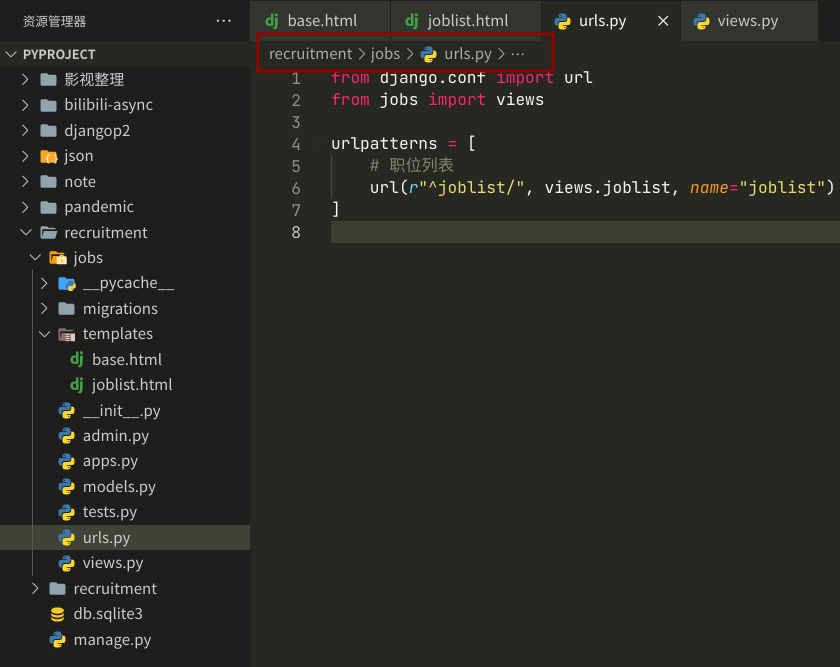 资源管理器 ···
PYPROJECT
影视整理
bilibili-async
djangop2
json
note
pandemic
recruitment
jobs
__pycache__
migrations
templates
dj base.html
dj joblist.html
__init__.py
admin.py
apps.py
models.py
tests.py
urls.py
views.py
recruitment
db.sqlite3
manage.py
dj base.html dj joblist.html urls.py × views.py
recruitment > jobs > urls.py > ···
1 from django.conf import url
2 from jobs import views
3
4 urlpatterns = [
5 # 职位列表
6 url(r"^joblist/", views.joblist, name="joblist")
7 ]
8